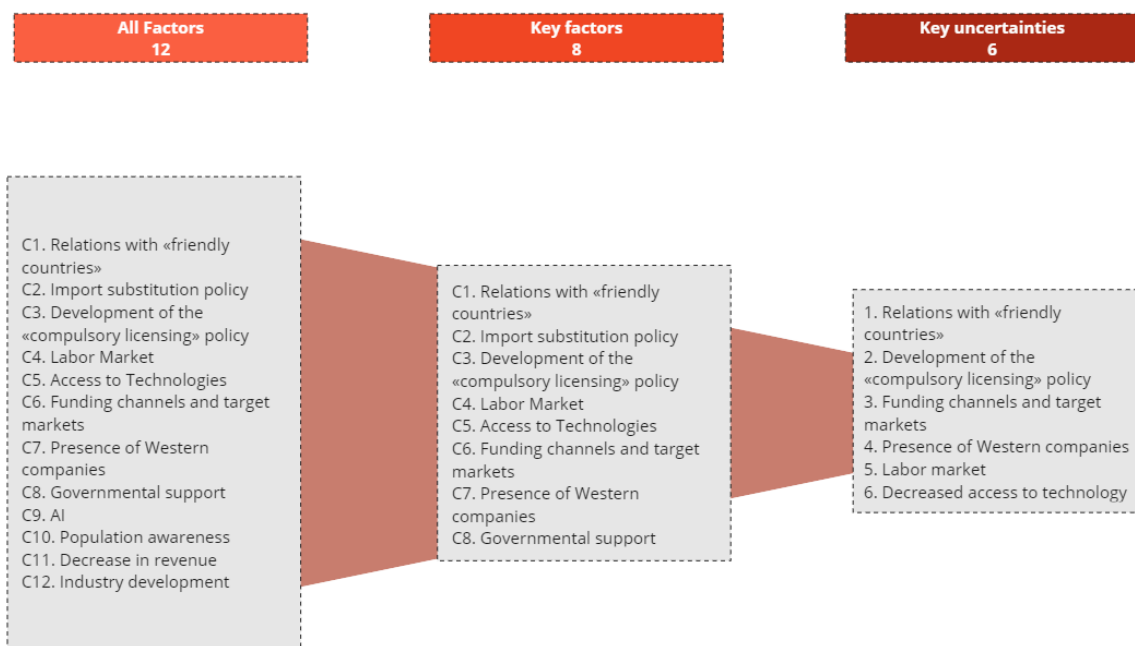 All Factors
12
Key factors
8
Key uncertainties
6
C1. Relations with «friendly
countries»
C2. Import substitution policy
C3. Development of the
«compulsory licensing» policy
C4. Labor Market
C5. Access to Technologies
C6. Funding channels and target
markets
C7. Presence of Western
companies
C8. Governmental support
C9. AI
C10. Population awareness
C11. Decrease in revenue
C12. Industry development
C1. Relations with «friendly
countries»
C2. Import substitution policy
C3. Development of the
«compulsory licensing» policy
C4. Labor Market
C5. Access to Technologies
C6. Funding channels and target
markets
C7. Presence of Western
companies
C8. Governmental support
1. Relations with «friendly
countries»
2. Development of the
«compulsory licensing» policy
3. Funding channels and target
markets
4. Presence of Western companies
5. Labor market
6. Decreased access to technology